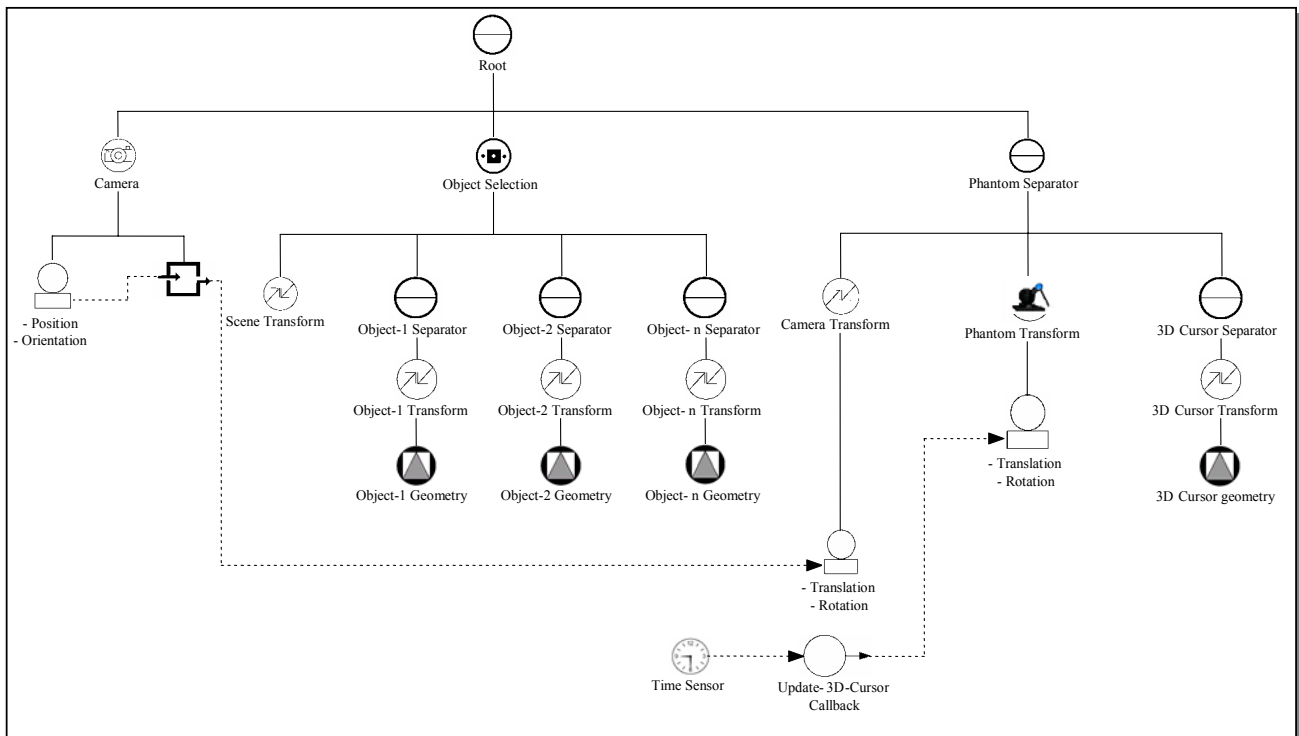 Root
Camera
Object Selection
Phantom Separator
- Position
- Orientation
Scene Transform
Object-1 Separator
Object-2 Separator
Object- n Separator
Camera Transform
Phantom Transform
3D Cursor Separator
Object-1 Transform
Object-2 Transform
Object- n Transform
3D Cursor Transform
- Translation
- Rotation
Object-1 Geometry
Object-2 Geometry
Object- n Geometry
3D Cursor geometry
- Translation
- Rotation
Time Sensor
Update- 3D-Cursor
Callback